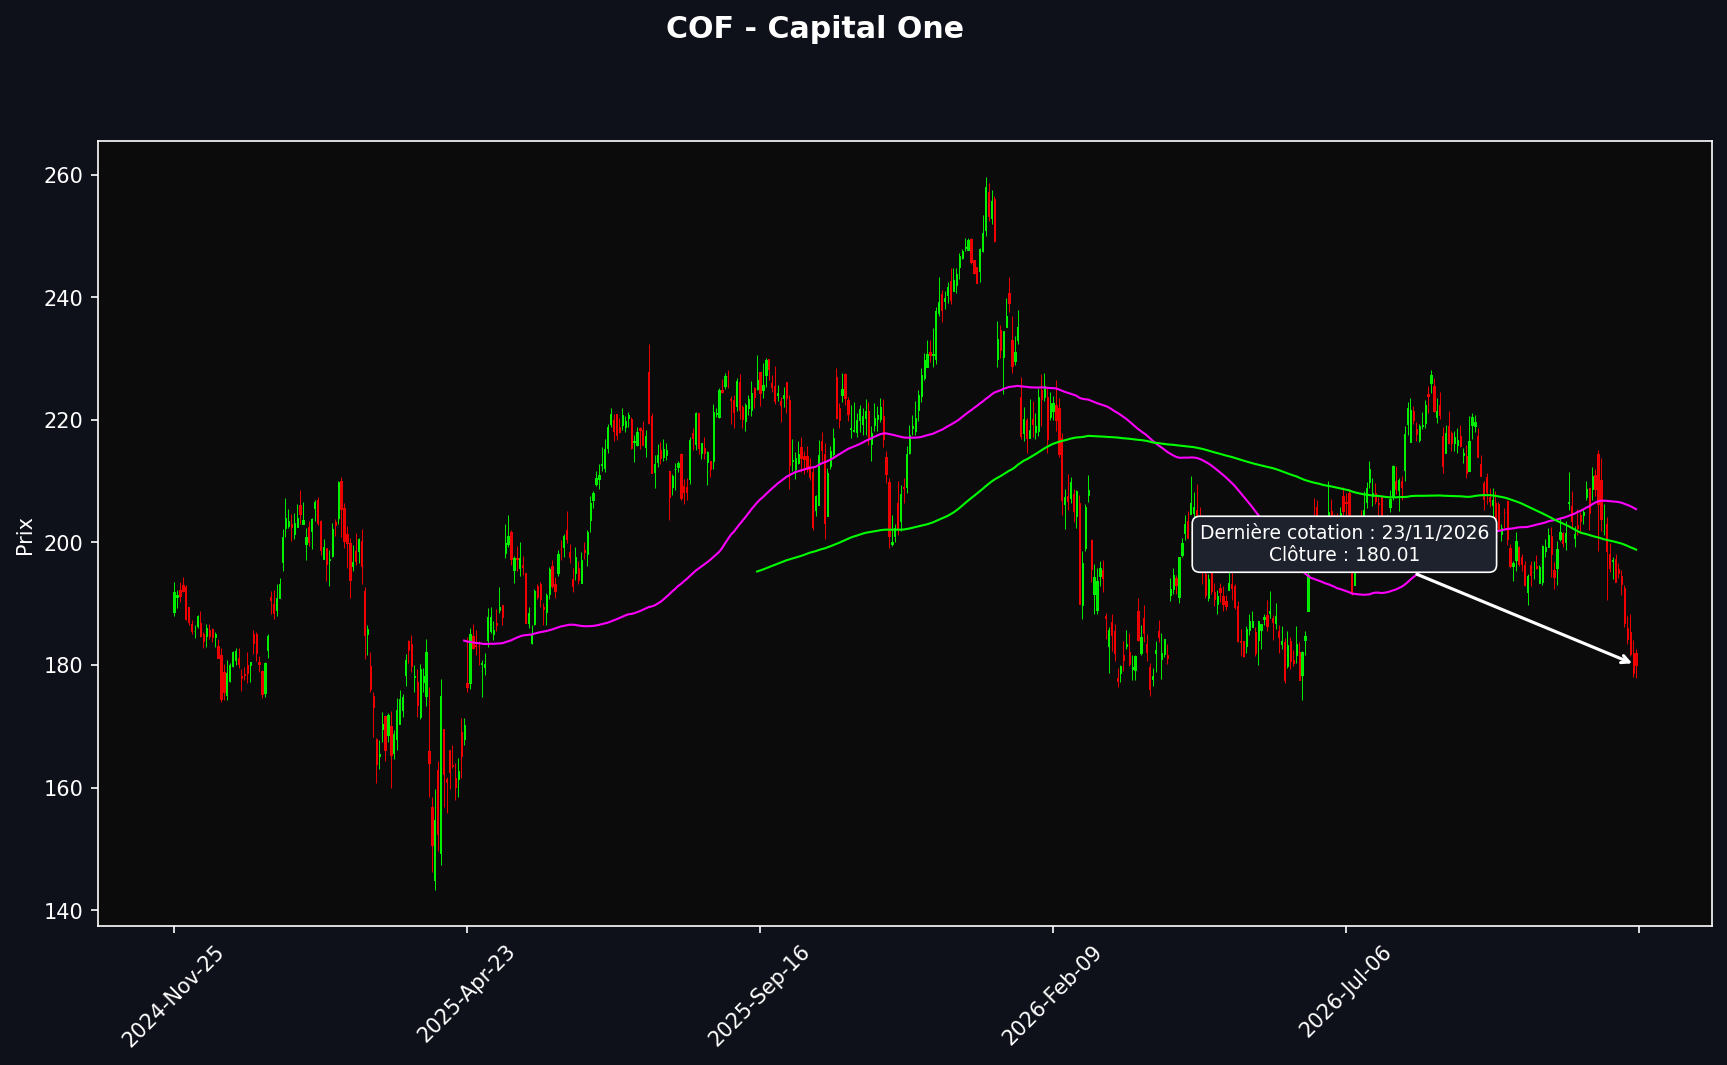 COF - Capital One
Prix
260
240
220
200
180
160
140
Dernière cotation : 23/11/2026
Clôture : 180.01
2024-Nov-25
2025-Apr-23
2025-Sep-16
2026-Feb-09
2026-Jul-06